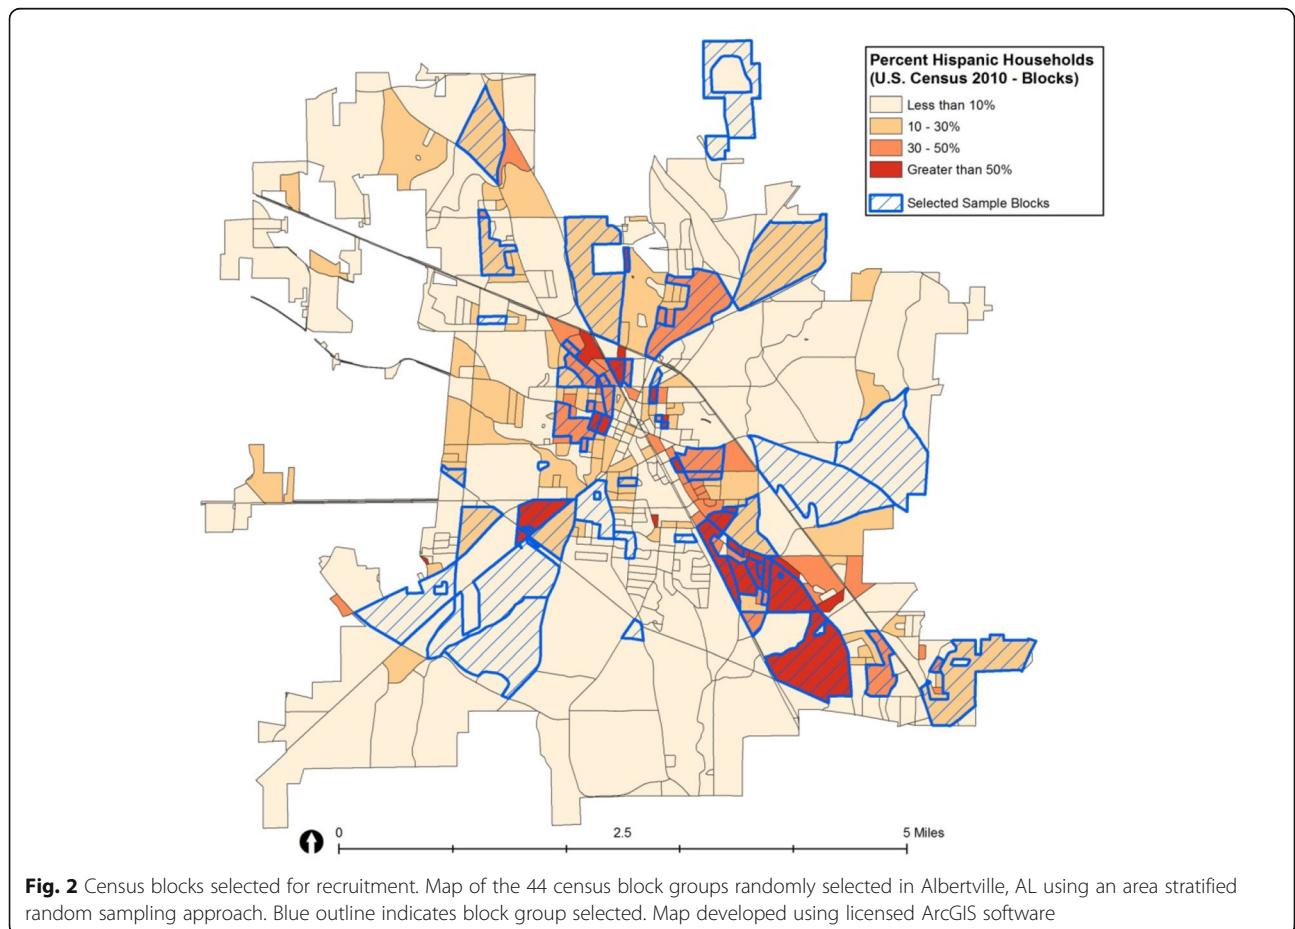 Percent Hispanic Households
(U.S. Census 2010 - Blocks)
Less than 10%
10 - 30%
30 - 50%
Greater than 50%
Selected Sample Blocks
0 2.5 5 Miles
Fig. 2 Census blocks selected for recruitment. Map of the 44 census block groups randomly selected in Albertville, AL using an area stratified
random sampling approach. Blue outline indicates block group selected. Map developed using licensed ArcGIS software